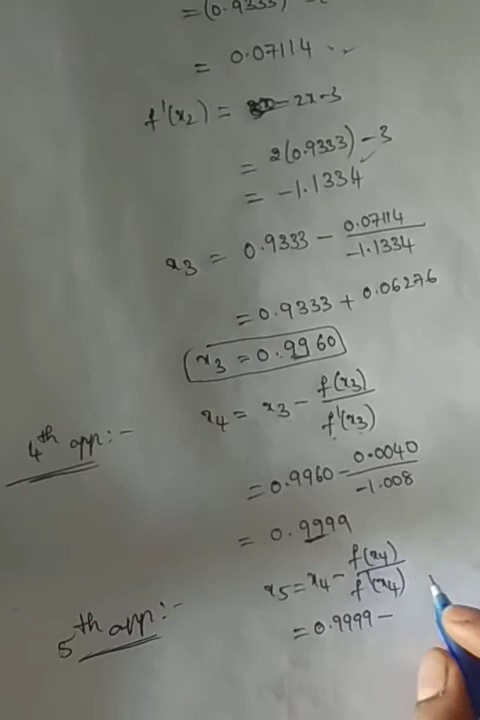 = (0.9333)
= 0.07114
f'(x₂) = 2x-3
= 2(0.9333) - 3
= -1.1334
x₃ = 0.9333 - 0.07114/-1.1334
= 0.9333 + 0.06276
x₃ = 0.9960
4th app:- x₄ = x₃ - f(x₃)/f'(x₃)
= 0.9960 - 0.0040/-1.008
= 0.9999
5th app:- x₅ = x₄ - f(x₄)/f'(x₄)
= 0.9999 -